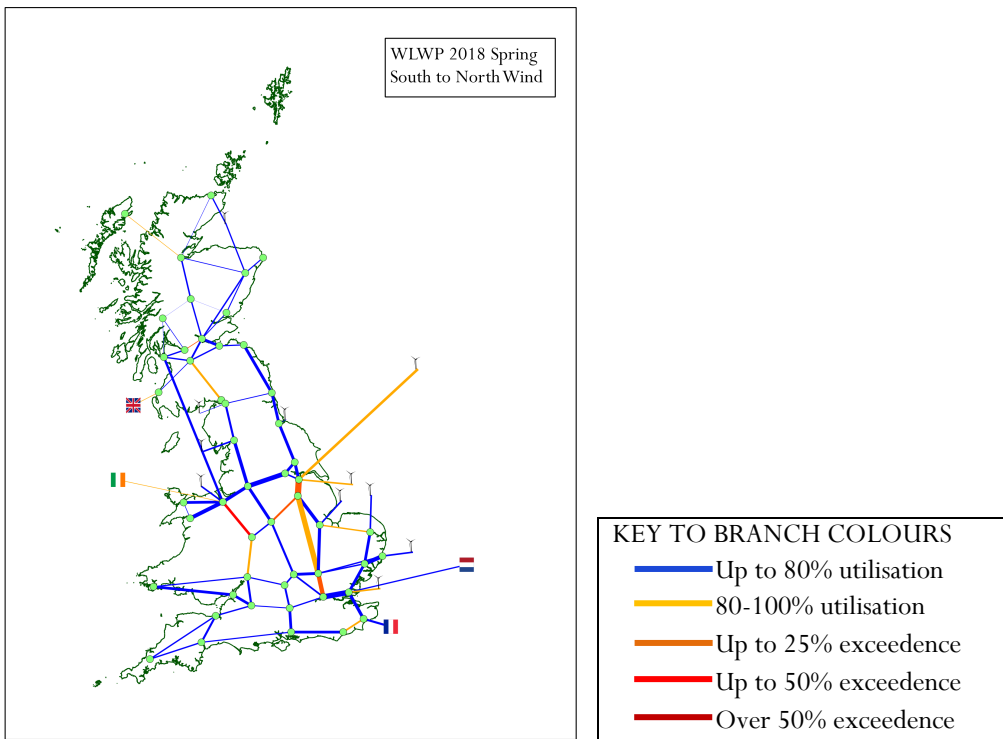 WLWP 2018 Spring
South to North Wind
KEY TO BRANCH COLOURS
Up to 80% utilisation
80-100% utilisation
Up to 25% exceedence
Up to 50% exceedence
Over 50% exceedence